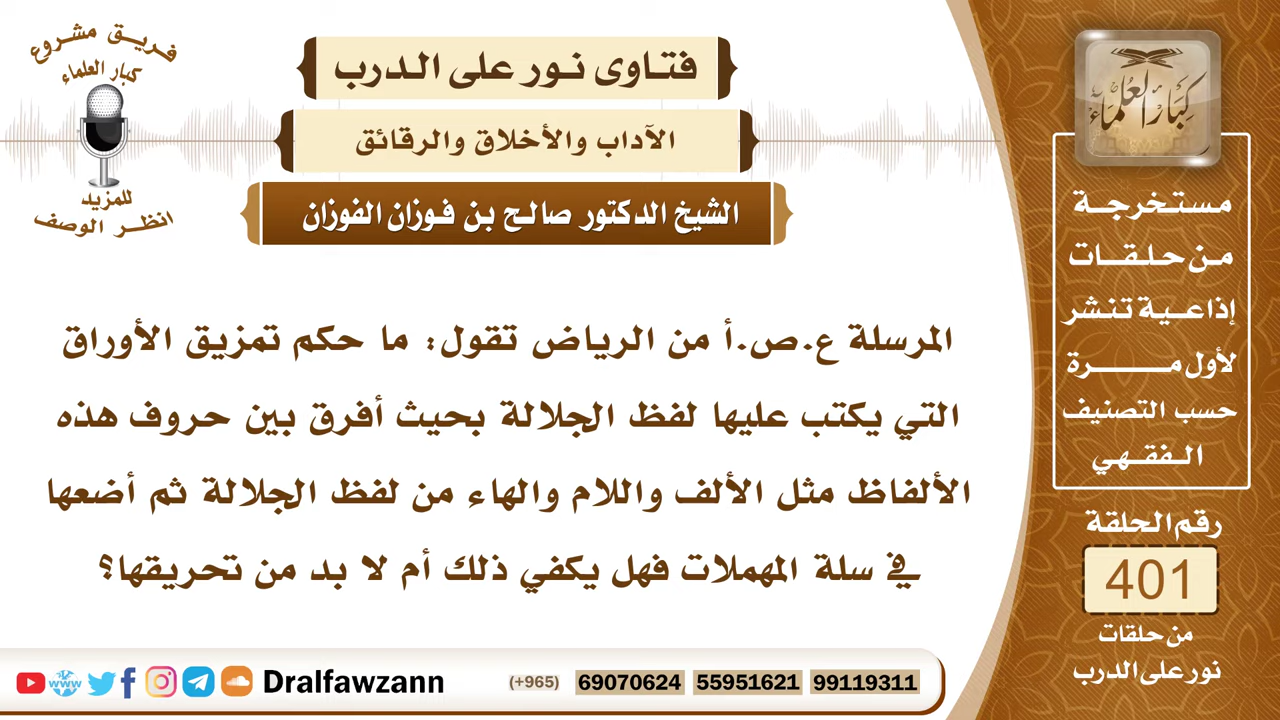 فريق مشروع
كبار العلماء
للمزيد
انظر الوصف
فتاوى نور على الدرب
الآداب والأخلاق والرقائق
الشيخ الدكتور صالح بن فوزان الفوزان
المرسلة ع.ص.أ من الرياض تقول: ما حكم تمزيق الأوراق
التي يكتب عليها لفظ الجلالة بحيث أفرق بين حروف هذه
الألفاظ مثل الألف واللام والهاء من لفظ الجلالة ثم أضعها
في سلة المهملات فهل يكفي ذلك أم لا بد من تحريقها؟
كبار العلماء
مستخرجة
من حلقات
إذاعية تنشر
لأول مرة
حسب التصنيف
الفقهي
رقم الحلقة
401
من حلقات
نور على الدرب
www
Dralfawzann
(+965) 69070624 55951621 99119311